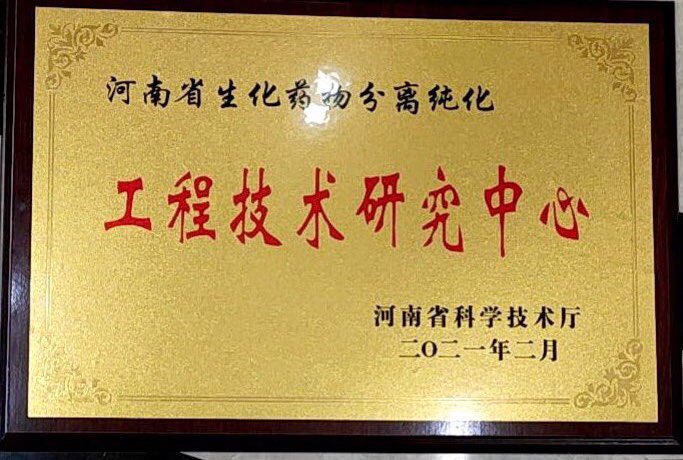 河南省生化药物分离纯化
工程技术研究中心
河南省科学技术厅
二〇二一年二月